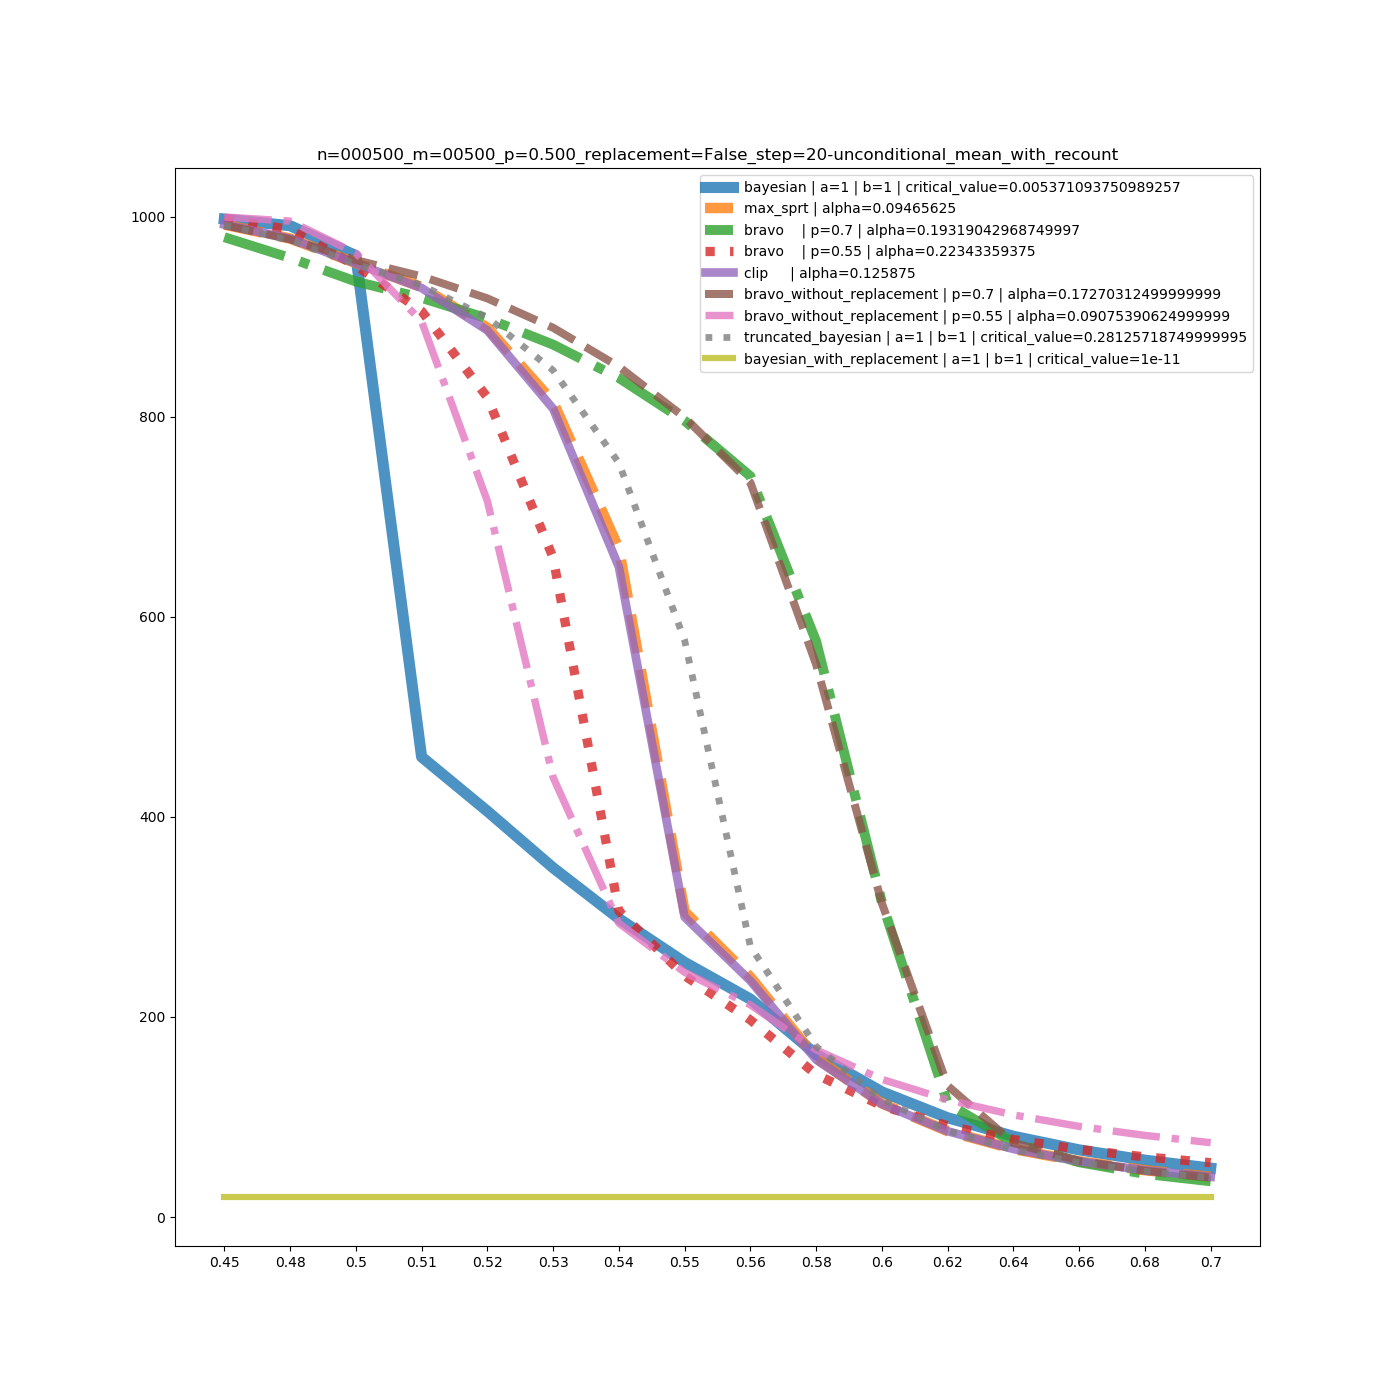 n=000500_m=00500_p=0.500_replacement=False_step=20-unconditional_mean_with_recount
bayesian | a=1 | b=1 | critical_value=0.005371093750989257
max_sprt | alpha=0.09465625
bravo    | p=0.7 | alpha=0.19319042968749997
bravo    | p=0.55 | alpha=0.22343359375
clip     | alpha=0.125875
bravo_without_replacement | p=0.7 | alpha=0.17270312499999999
bravo_without_replacement | p=0.55 | alpha=0.09075390624999999
truncated_bayesian | a=1 | b=1 | critical_value=0.28125718749999995
bayesian_with_replacement | a=1 | b=1 | critical_value=1e-11
1000
800
600
400
200
0
0.45 0.48 0.5 0.51 0.52 0.53 0.54 0.55 0.56 0.58 0.6 0.62 0.64 0.66 0.68 0.7